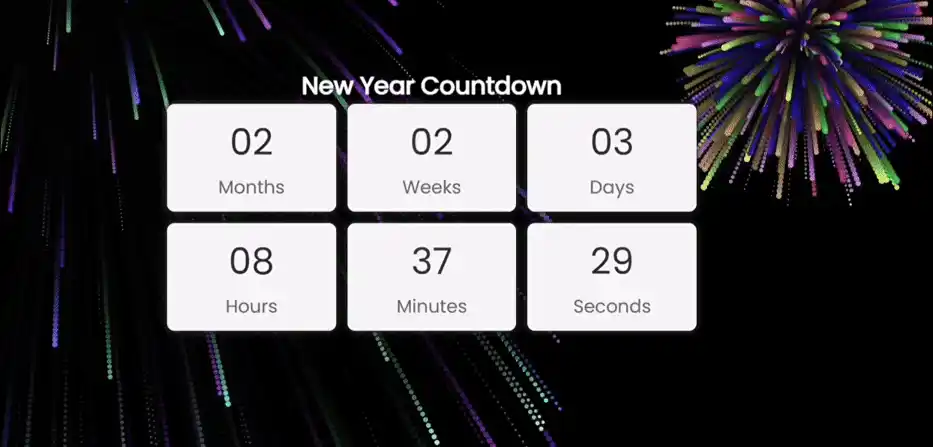 New Year Countdown
02 02 03
Months Weeks Days
08 37 29
Hours Minutes Seconds